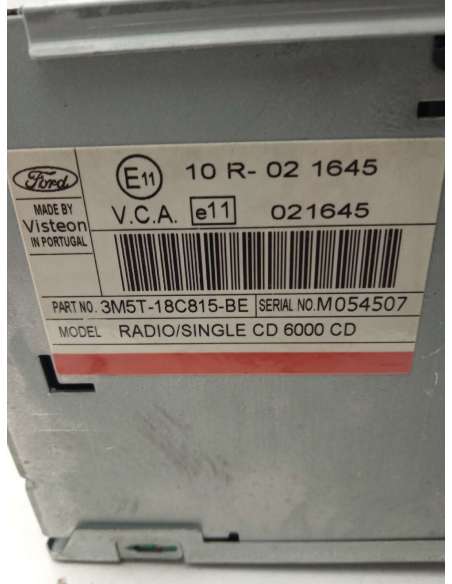 Ford
E11 10 R- 02 1645
MADE BY
Visteon
IN PORTUGAL
V.C.A. e11 021645
PART NO. 3M5T-18C815-BE SERIAL NO. M054507
MODEL RADIO/SINGLE CD 6000 CD